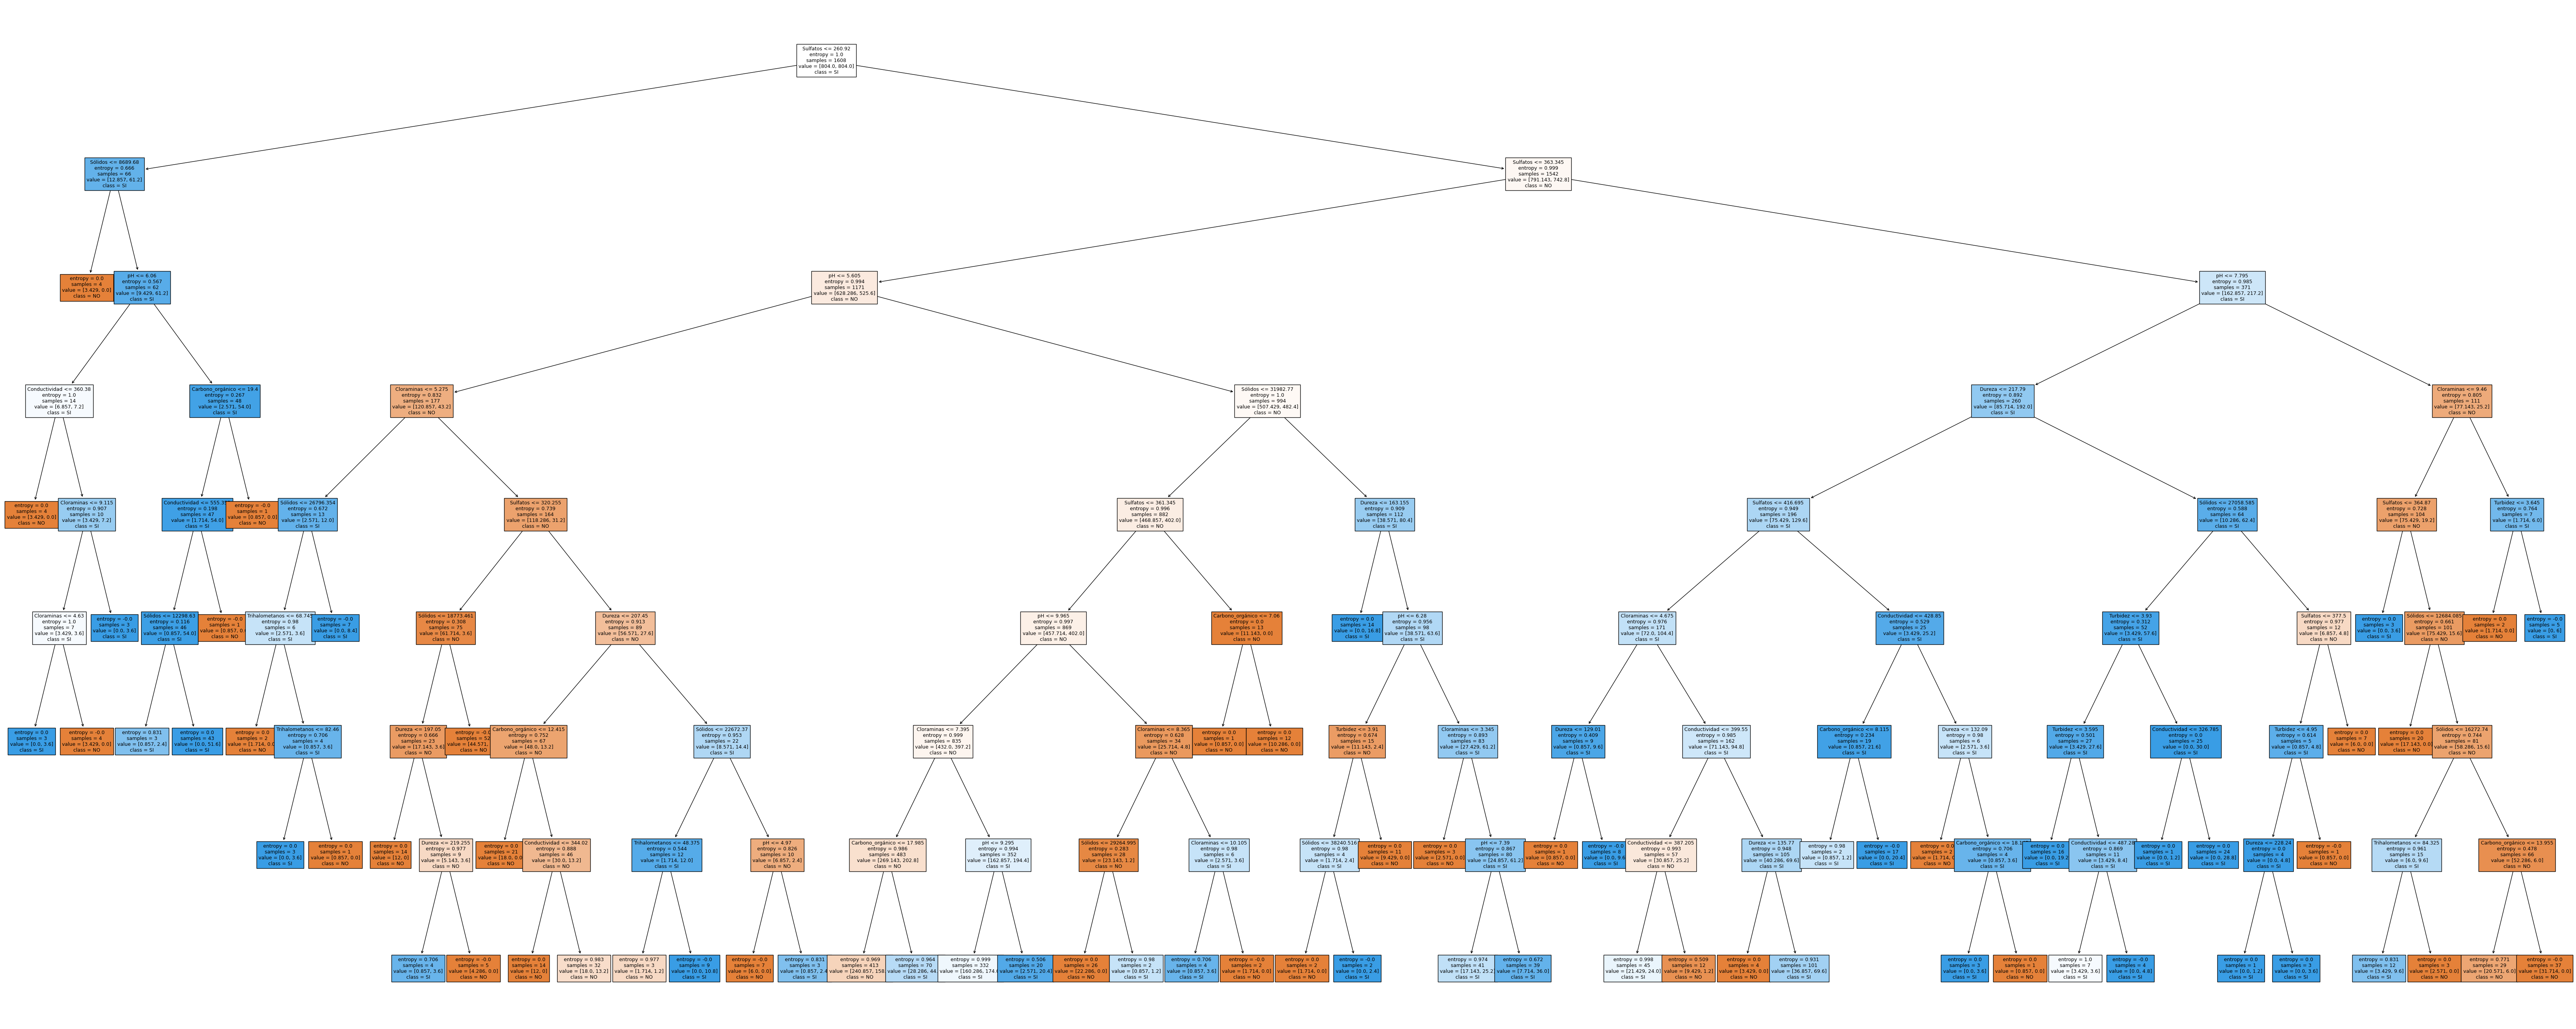 Sulfatos <= 260.92
entropy = 1.0
samples = 1608
value = [804.0, 804.0]
class = SI
Sólidos <= 8689.68
entropy = 0.666
samples = 66
value = [12.857, 61.2]
class = SI
Sulfatos <= 363.345
entropy = 0.999
samples = 1542
value = [791.143, 742.8]
class = NO
entropy = 0.0
samples = 4
value = [3.429, 0.0]
class = NO
pH <= 6.06
entropy = 0.567
samples = 62
value = [9.429, 61.2]
class = SI
pH <= 5.605
entropy = 0.994
samples = 1171
value = [628.286, 525.6]
class = NO
pH <= 7.795
entropy = 0.985
samples = 371
value = [162.857, 217.2]
class = SI
Conductividad <= 360.38
entropy = 1.0
samples = 14
value = [6.857, 7.2]
class = SI
Carbono_orgánico <= 19.4
entropy = 0.267
samples = 48
value = [2.571, 54.0]
class = SI
Cloraminas <= 5.275
entropy = 0.832
samples = 177
value = [120.857, 43.2]
class = NO
Sólidos <= 31982.77
entropy = 1.0
samples = 994
value = [507.429, 482.4]
class = NO
Dureza <= 217.79
entropy = 0.892
samples = 260
value = [85.714, 192.0]
class = SI
Cloraminas <= 9.46
entropy = 0.805
samples = 111
value = [77.143, 25.2]
class = NO
entropy = 0.0
samples = 4
value = [3.429, 0.0]
class = NO
Cloraminas <= 9.115
entropy = 0.907
samples = 10
value = [3.429, 7.2]
class = SI
Conductividad <= 555.
entropy = 0.198
samples = 47
value = [1.714, 54.0]
class = SI
entropy = -0.0
samples = 1
value = [0.857, 0.0]
class = NO
Sólidos <= 26796.354
entropy = 0.672
samples = 13
value = [2.571, 12.0]
class = SI
Sulfatos <= 320.255
entropy = 0.739
samples = 164
value = [118.286, 31.2]
class = NO
Sulfatos <= 361.345
entropy = 0.996
samples = 882
value = [468.857, 402.0]
class = NO
Dureza <= 163.155
entropy = 0.909
samples = 112
value = [38.571, 80.4]
class = SI
Sulfatos <= 416.695
entropy = 0.949
samples = 196
value = [75.429, 129.6]
class = SI
Sólidos <= 27058.585
entropy = 0.588
samples = 64
value = [10.286, 62.4]
class = SI
Sulfatos <= 364.87
entropy = 0.728
samples = 104
value = [75.429, 19.2]
class = NO
Turbidez <= 3.645
entropy = 0.764
samples = 7
value = [1.714, 6.0]
class = SI
Cloraminas <= 4.63
entropy = 1.0
samples = 7
value = [3.429, 3.6]
class = SI
entropy = -0.0
samples = 3
value = [0.0, 3.6]
class = SI
Sólidos <= 12298.63
entropy = 0.116
samples = 46
value = [0.857, 54.0]
class = SI
entropy = -0.0
samples = 1
value = [0.857, 0.
class = NO
Trihalometanos <= 68.
entropy = 0.98
samples = 6
value = [2.571, 3.6]
class = SI
entropy = -0.0
samples = 7
value = [0.0, 8.4]
class = SI
Sólidos <= 16773.461
entropy = 0.308
samples = 75
value = [61.714, 3.6]
class = NO
Dureza <= 207.45
entropy = 0.913
samples = 89
value = [56.571, 27.6]
class = NO
pH <= 9.965
entropy = 0.997
samples = 869
value = [457.714, 402.0]
class = NO
Carbono_orgánico <= 7.06
entropy = 0.0
samples = 13
value = [11.143, 0.0]
class = NO
entropy = 0.0
samples = 14
value = [0.0, 16.8]
class = SI
pH <= 6.28
entropy = 0.956
samples = 98
value = [38.571, 63.6]
class = SI
Cloraminas <= 4.675
entropy = 0.976
samples = 171
value = [72.0, 104.4]
class = SI
Conductividad <= 428.85
entropy = 0.529
samples = 25
value = [3.429, 25.2]
class = SI
Turbidez <= 3.93
entropy = 0.312
samples = 52
value = [3.429, 57.6]
class = SI
Sulfatos <= 377.5
entropy = 0.977
samples = 12
value = [6.857, 4.8]
class = NO
entropy = 0.0
samples = 3
value = [0.0, 3.6]
class = SI
Sólidos <= 12684.085
entropy = 0.661
samples = 101
value = [75.429, 15.6]
class = NO
entropy = 0.0
samples = 2
value = [1.714, 0.0]
class = NO
entropy = -0.0
samples = 5
value = [0, 6]
class = SI
entropy = 0.0
samples = 3
value = [0.0, 3.6]
class = SI
entropy = -0.0
samples = 4
value = [3.429, 0.0]
class = NO
entropy = 0.831
samples = 3
value = [0.857, 2.4]
class = SI
entropy = 0.0
samples = 43
value = [0.0, 51.6]
class = SI
entropy = 0.0
samples = 2
value = [1.714, 0.
class = NO
Trihalometanos <= 82.46
entropy = 0.706
samples = 4
value = [0.857, 3.6]
class = SI
Dureza <= 197.05
entropy = 0.666
samples = 23
value = [17.143, 3.6]
class = NO
entropy = -0.0
samples = 52
value = [44.571,
class = NO
Carbono_orgánico <= 12.415
entropy = 0.752
samples = 67
value = [48.0, 13.2]
class = NO
Sólidos <= 22672.37
entropy = 0.953
samples = 22
value = [8.571, 14.4]
class = SI
Cloraminas <= 7.395
entropy = 0.999
samples = 835
value = [432.0, 397.2]
class = NO
Cloraminas <= 8.365
entropy = 0.628
samples = 34
value = [25.714, 4.8]
class = NO
entropy = 0.0
samples = 1
value = [0.857, 0.0]
class = NO
entropy = 0.0
samples = 12
value = [10.286, 0.0]
class = NO
Turbidez <= 3.91
entropy = 0.674
samples = 15
value = [11.143, 2.4]
class = NO
Cloraminas <= 3.345
entropy = 0.893
samples = 83
value = [27.429, 61.2]
class = SI
Dureza <= 129.01
entropy = 0.409
samples = 9
value = [0.857, 9.6]
class = SI
Conductividad <= 399.55
entropy = 0.985
samples = 162
value = [71.143, 94.8]
class = SI
Carbono_orgánico <= 8.115
entropy = 0.234
samples = 19
value = [0.857, 21.6]
class = SI
Dureza <= 132.09
entropy = 0.98
samples = 6
value = [2.571, 3.6]
class = SI
Turbidez <= 3.595
entropy = 0.501
samples = 27
value = [3.429, 27.6]
class = SI
Conductividad <= 326.785
entropy = 0.0
samples = 25
value = [0.0, 30.0]
class = SI
Turbidez <= 4.95
entropy = 0.614
samples = 5
value = [0.857, 4.8]
class = SI
entropy = -0.0
samples = 7
value = [6.0, 0.0]
class = NO
entropy = 0.0
samples = 20
value = [17.143, 0.0]
class = NO
Sólidos <= 16272.74
entropy = 0.744
samples = 81
value = [58.286, 15.6]
class = NO
entropy = 0.0
samples = 3
value = [0.0, 3.6]
class = SI
entropy = 0.0
samples = 1
value = [0.857, 0.0]
class = NO
entropy = 0.0
samples = 14
value = [12, 0]
class = NO
Dureza <= 219.255
entropy = 0.977
samples = 9
value = [5.143, 3.6]
class = NO
entropy = 0.0
samples = 21
value = [18.0, 0.0
class = NO
Conductividad <= 344.02
entropy = 0.888
samples = 46
value = [30.0, 13.2]
class = NO
Trihalometanos <= 48.375
entropy = 0.544
samples = 12
value = [1.714, 12.0]
class = SI
pH <= 4.97
entropy = 0.826
samples = 10
value = [6.857, 2.4]
class = NO
Carbono_orgánico <= 17.985
entropy = 0.986
samples = 483
value = [269.143, 202.8]
class = NO
pH <= 9.295
entropy = 0.994
samples = 352
value = [162.857, 194.4]
class = SI
Sólidos <= 29264.995
entropy = 0.283
samples = 28
value = [23.143, 1.2]
class = NO
Cloraminas <= 10.105
entropy = 0.98
samples = 6
value = [2.571, 3.6]
class = SI
Sólidos <= 38240.516
entropy = 0.98
samples = 4
value = [1.714, 2.4]
class = SI
entropy = 0.0
samples = 11
value = [9.429, 0.0]
class = NO
entropy = 0.0
samples = 3
value = [2.571, 0.0]
class = NO
pH <= 7.39
entropy = 0.867
samples = 80
value = [24.857, 61.2]
class = SI
entropy = 0.0
samples = 1
value = [0.857, 0.0]
class = NO
entropy = -0.0
samples = 8
value = [0.0, 9.6
class = SI
Conductividad <= 387.205
entropy = 0.993
samples = 57
value = [30.857, 25.2]
class = NO
Dureza <= 135.77
entropy = 0.948
samples = 105
value = [40.286, 69.6]
class = SI
entropy = 0.98
samples = 2
value = [0.857, 1.2]
class = SI
entropy = -0.0
samples = 17
value = [0.0, 20.4]
class = SI
entropy = 0.0
samples = 2
value = [1.714,
class = NO
Carbono_orgánico <= 18.
entropy = 0.706
samples = 4
value = [0.857, 3.6]
class = SI
entropy = 0.0
samples = 16
value = [0.0, 19.2
class = SI
Conductividad <= 487.28
entropy = 0.869
samples = 11
value = [3.429, 8.4]
class = SI
entropy = 0.0
samples = 1
value = [0.0, 1.2]
class = SI
entropy = 0.0
samples = 24
value = [0.0, 28.8]
class = SI
Dureza <= 228.24
entropy = 0.0
samples = 4
value = [0.0, 4.8]
class = SI
entropy = -0.0
samples = 1
value = [0.857, 0.0]
class = NO
Trihalometanos <= 84.325
entropy = 0.961
samples = 15
value = [6.0, 9.6]
class = SI
Carbono_orgánico <= 13.955
entropy = 0.478
samples = 66
value = [52.286, 6.0]
class = NO
entropy = 0.706
samples = 4
value = [0.857, 3.6]
class = SI
entropy = -0.0
samples = 5
value = [4.286, 0.0]
class = NO
entropy = 0.0
samples = 14
value = [12, 0]
class = NO
entropy = 0.983
samples = 32
value = [18.0, 13.2]
class = NO
entropy = 0.977
samples = 3
value = [1.714, 1.2]
class = NO
entropy = -0.0
samples = 9
value = [0.0, 10.8]
class = SI
entropy = -0.0
samples = 7
value = [6.0, 0.0]
class = NO
entropy = 0.831
samples = 3
value = [0.857, 2.4
class = SI
entropy = 0.969
samples = 413
value = [240.857, 158.
class = NO
entropy = 0.964
samples = 70
value = [28.286, 44.
class = SI
entropy = 0.999
samples = 332
value = [160.286, 174.
class = SI
entropy = 0.506
samples = 20
value = [2.571, 20.4]
class = SI
entropy = 0.0
samples = 26
value = [22.286, 0.0]
class = NO
entropy = 0.98
samples = 2
value = [0.857, 1.2]
class = SI
entropy = 0.706
samples = 4
value = [0.857, 3.6]
class = SI
entropy = -0.0
samples = 2
value = [1.714, 0.0]
class = NO
entropy = 0.0
samples = 2
value = [1.714, 0.0]
class = NO
entropy = -0.0
samples = 2
value = [0.0, 2.4]
class = SI
entropy = 0.974
samples = 41
value = [17.143, 25.2]
class = SI
entropy = 0.672
samples = 39
value = [7.714, 36.0]
class = SI
entropy = 0.998
samples = 45
value = [21.429, 24.0]
class = SI
entropy = 0.509
samples = 12
value = [9.429, 1.2]
class = NO
entropy = 0.0
samples = 4
value = [3.429, 0.0]
class = NO
entropy = 0.931
samples = 101
value = [36.857, 69.6]
class = SI
entropy = 0.0
samples = 3
value = [0.0, 3.6]
class = SI
entropy = 0.0
samples = 1
value = [0.857, 0.0]
class = NO
entropy = 1.0
samples = 7
value = [3.429, 3.6]
class = SI
entropy = -0.0
samples = 4
value = [0.0, 4.8]
class = SI
entropy = 0.0
samples = 1
value = [0.0, 1.2]
class = SI
entropy = 0.0
samples = 3
value = [0.0, 3.6]
class = SI
entropy = 0.831
samples = 12
value = [3.429, 9.6]
class = SI
entropy = 0.0
samples = 3
value = [2.571, 0.0]
class = NO
entropy = 0.771
samples = 29
value = [20.571, 6.0]
class = NO
entropy = -0.0
samples = 37
value = [31.714, 0.0]
class = NO